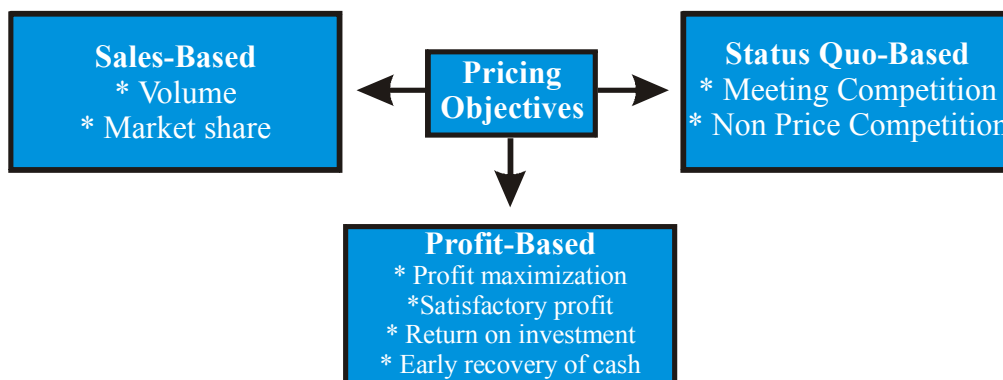 Pricing
Objectives
Sales-Based
* Volume
* Market share
Status Quo-Based
* Meeting Competition
* Non Price Competition
Profit-Based
* Profit maximization
*Satisfactory profit
* Return on investment
* Early recovery of cash